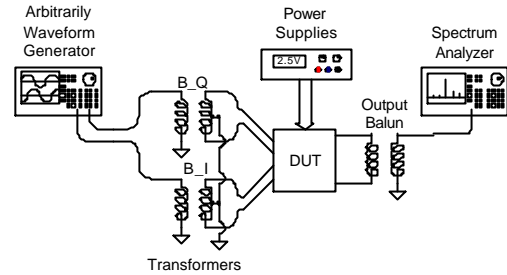 Arbitrarily
Waveform
Generator
Power
Supplies
Spectrum
Analyzer
2.5V
B_Q
Output
Balun
DUT
B_I
Transformers